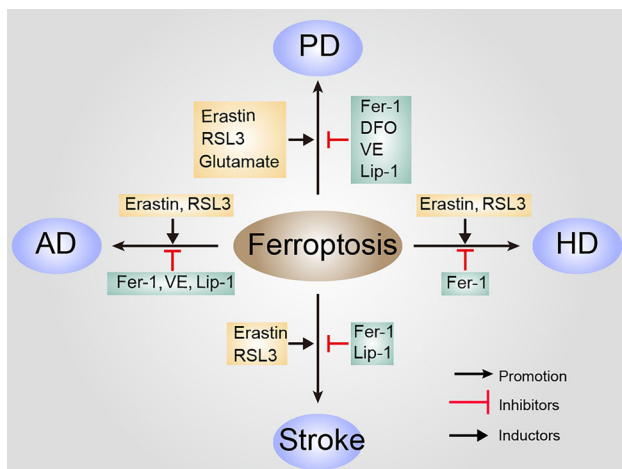 PD
Erastin
RSL3
Glutamate
Fer-1
DFO
VE
Lip-1
Erastin, RSL3
Erastin, RSL3
AD
Ferroptosis
HD
Fer-1, VE, Lip-1
Fer-1
Erastin
RSL3
Fer-1
Lip-1
Stroke
Promotion
Inhibitors
Inductors